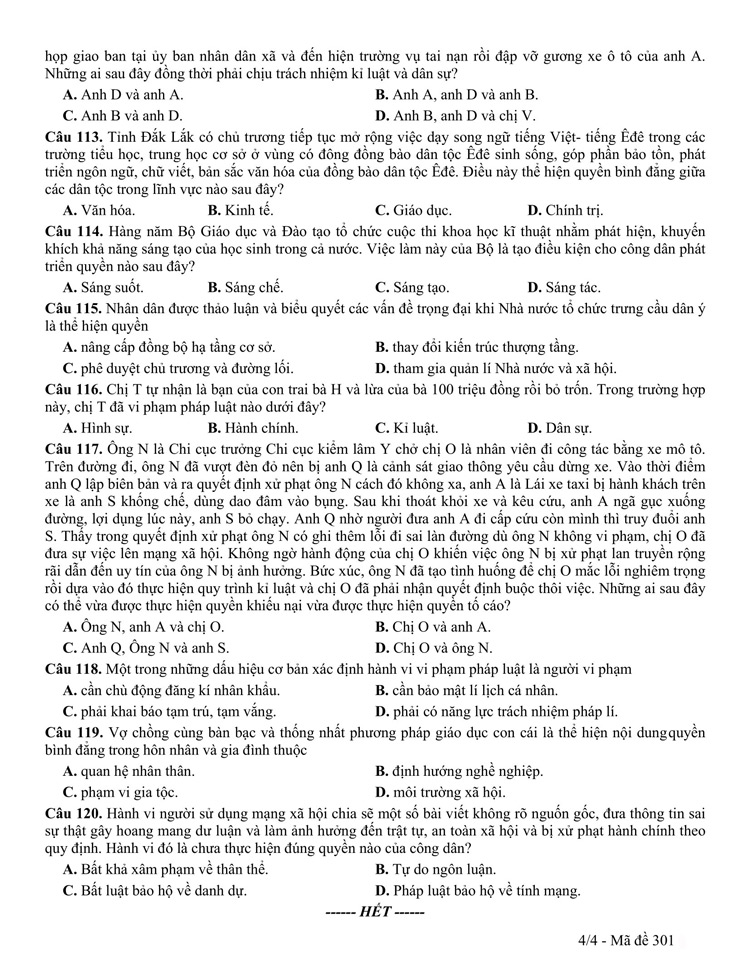 họp giao ban tại ủy ban nhân dân xã và đến hiện trường vụ tai nạn rồi đập vỡ gương xe ô tô của anh A.
Những ai sau đây đồng thời phải chịu trách nhiệm kỉ luật và dân sự?
A. Anh D và anh A. B. Anh A, anh D và anh B.
C. Anh B và anh D. D. Anh B, anh D và chị V.
Câu 113. Tỉnh Đắk Lắk có chủ trương tiếp tục mở rộng việc dạy song ngữ tiếng Việt- tiếng Êđê trong các
trường tiểu học, trung học cơ sở ở vùng có đông đồng bào dân tộc Êđê sinh sống, góp phần bảo tồn, phát
triển ngôn ngữ, chữ viết, bản sắc văn hóa của đồng bào dân tộc Êđê. Điều này thể hiện quyền bình đẳng giữa
các dân tộc trong lĩnh vực nào sau đây?
A. Văn hóa. B. Kinh tế. C. Giáo dục. D. Chính trị.
Câu 114. Hàng năm Bộ Giáo dục và Đào tạo tổ chức cuộc thi khoa học kĩ thuật nhằm phát hiện, khuyến
khích khả năng sáng tạo của học sinh trong cả nước. Việc làm này của Bộ là tạo điều kiện cho công dân phát
triển quyền nào sau đây?
A. Sáng suốt. B. Sáng chế. C. Sáng tạo. D. Sáng tác.
Câu 115. Nhân dân được thảo luận và biểu quyết các vấn đề trọng đại khi Nhà nước tổ chức trưng cầu dân ý
là thể hiện quyền
A. nâng cấp đồng bộ hạ tầng cơ sở. B. thay đổi kiến trúc thượng tầng.
C. phê duyệt chủ trương và đường lối. D. tham gia quản lí Nhà nước và xã hội.
Câu 116. Chị T tự nhận là bạn của con trai bà H và lừa của bà 100 triệu đồng rồi bỏ trốn. Trong trường hợp
này, chị T đã vi phạm pháp luật nào dưới đây?
A. Hình sự. B. Hành chính. C. Kỉ luật. D. Dân sự.
Câu 117. Ông N là Chi cục trưởng Chi cục kiểm lâm Y chở chị O là nhân viên đi công tác bằng xe mô tô.
Trên đường đi, ông N đã vượt đèn đỏ nên bị anh Q là cảnh sát giao thông yêu cầu dừng xe. Vào thời điểm
anh Q lập biên bản và ra quyết định xử phạt ông N cách đó không xa, anh A là Lái xe taxi bị hành khách trên
xe là anh S khống chế, dùng dao đâm vào bụng. Sau khi thoát khỏi xe và kêu cứu, anh A ngã gục xuống
đường, lợi dụng lúc này, anh S bỏ chạy. Anh Q nhờ người đưa anh A đi cấp cứu còn mình thì truy đuổi anh
S. Thấy trong quyết định xử phạt ông N có ghi thêm lỗi đi sai làn đường dù ông N không vi phạm, chị O đã
đưa sự việc lên mạng xã hội. Không ngờ hành động của chị O khiến việc ông N bị xử phạt lan truyền rộng
rãi dẫn đến uy tín của ông N bị ảnh hưởng. Bức xúc, ông N đã tạo tình huống để chị O mắc lỗi nghiêm trọng
rồi dựa vào đó thực hiện quy trình kỉ luật và chị O đã phải nhận quyết định buộc thôi việc. Những ai sau đây
có thể vừa được thực hiện quyền khiếu nại vừa được thực hiện quyền tố cáo?
A. Ông N, anh A và chị O. B. Chị O và anh A.
C. Anh Q, Ông N và anh S. D. Chị O và ông N.
Câu 118. Một trong những dấu hiệu cơ bản xác định hành vi vi phạm pháp luật là người vi phạm
A. cần chủ động đăng kí nhân khẩu. B. cần bảo mật lí lịch cá nhân.
C. phải khai báo tạm trú, tạm vắng. D. phải có năng lực trách nhiệm pháp lí.
Câu 119. Vợ chồng cùng bàn bạc và thống nhất phương pháp giáo dục con cái là thể hiện nội dungquyền
bình đẳng trong hôn nhân và gia đình thuộc
A. quan hệ nhân thân. B. định hướng nghề nghiệp.
C. phạm vi gia tộc. D. môi trường xã hội.
Câu 120. Hành vi người sử dụng mạng xã hội chia sẽ một số bài viết không rõ nguồn gốc, đưa thông tin sai
sự thật gây hoang mang dư luận và làm ảnh hưởng đến trật tự, an toàn xã hội và bị xử phạt hành chính theo
quy định. Hành vi đó là chưa thực hiện đúng quyền nào của công dân?
A. Bất khả xâm phạm về thân thể. B. Tự do ngôn luận.
C. Bất luật bảo hộ về danh dự. D. Pháp luật bảo hộ về tính mạng.
------ HẾT ------
4/4 - Mã đề 301